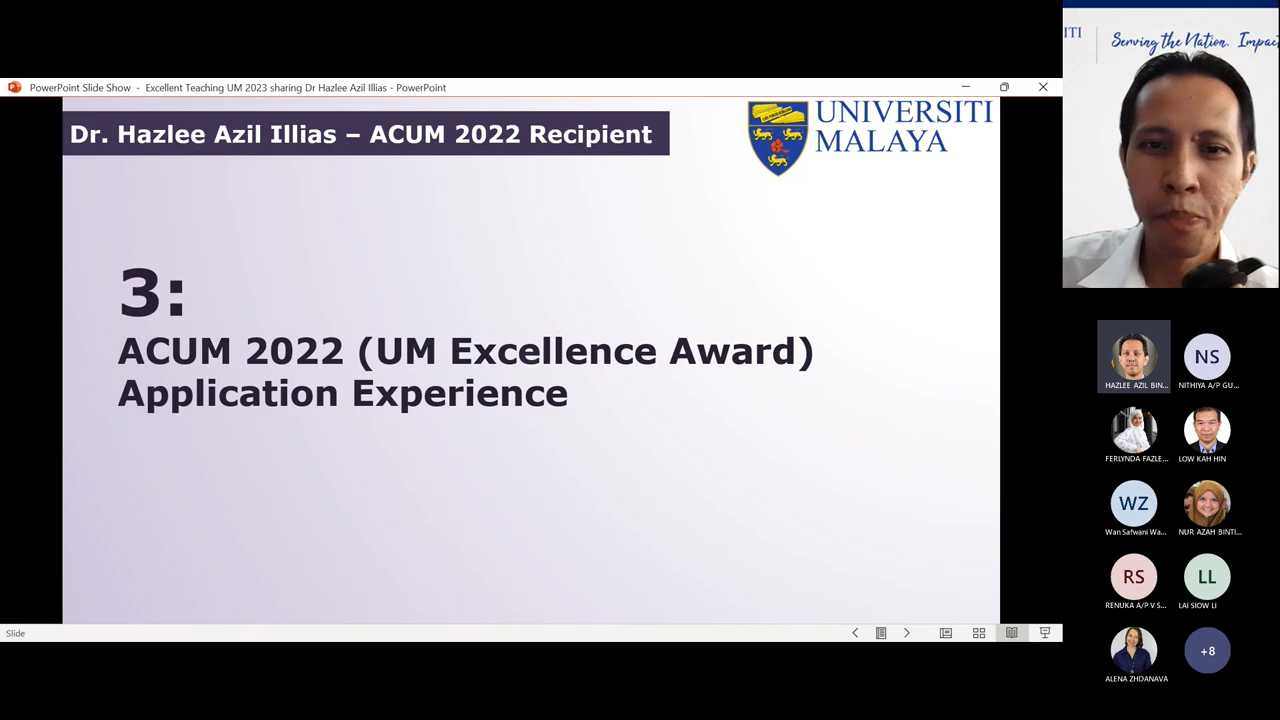 PowerPoint Slide Show - Excellent Teaching UM 2023 sharing Dr Hazlee Azil Illias - PowerPoint
Dr. Hazlee Azil Illias – ACUM 2022 Recipient
UNIVERSITI
MALAYA
3:
ACUM 2022 (UM Excellence Award)
Application Experience
Slide
ITI
Serving the Nation. Impac
HAZLEE AZIL BIN...
NS
NITHIYA A/P GU...
FERLYNDA FAZLE...
LOW KAH HIN
WZ
Wan Safwani Wa...
NUR AZAH BINTI...
RS
RENUKA A/P V S...
LL
LAI SIOW LI
ALENA ZHDANAVA
+8